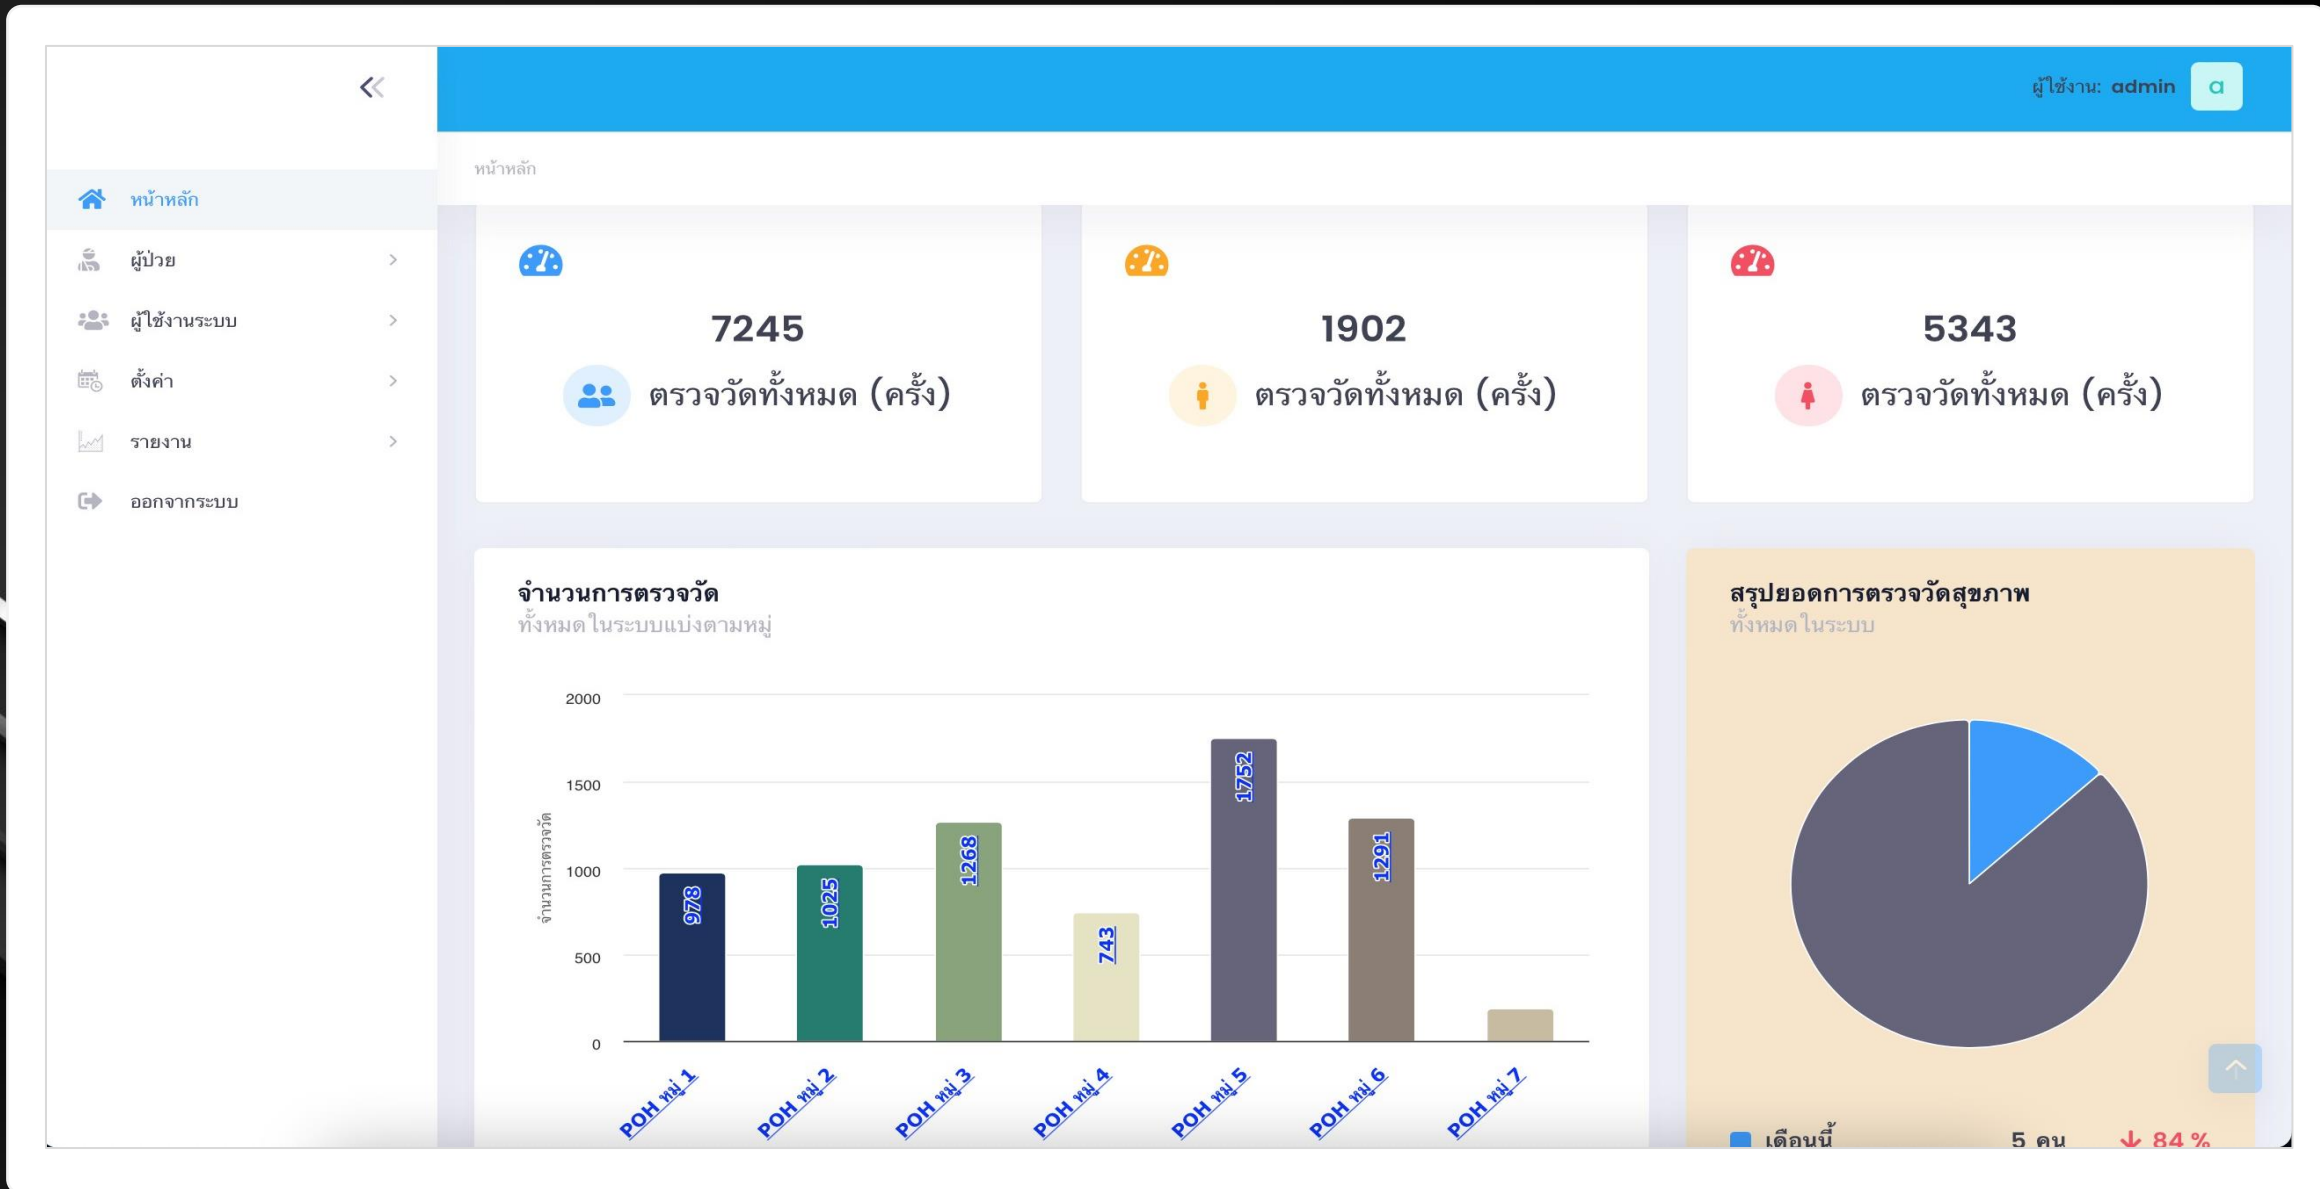 ผู้ใช้งาน: admin a
หน้าหลัก
หน้าหลัก
ผู้ป่วย
ผู้ใช้งานระบบ
ตั้งค่า
รายงาน
ออกจากระบบ
7245
ตรวจวัดทั้งหมด (ครั้ง)
1902
ตรวจวัดทั้งหมด (ครั้ง)
5343
ตรวจวัดทั้งหมด (ครั้ง)
จำนวนการตรวจวัด
ทั้งหมดในระบบแบ่งตามหมู่
จำนวนการตรวจวัด
2000
1500
1000
500
0
978
1025
1268
743
1752
1291
POH หมู่ 1
POH หมู่ 2
POH หมู่ 3
POH หมู่ 4
POH หมู่ 5
POH หมู่ 6
POH หมู่ 7
สรุปยอดการตรวจวัดสุขภาพ
ทั้งหมดในระบบ
เดือนนี้ 5 คน 84 %